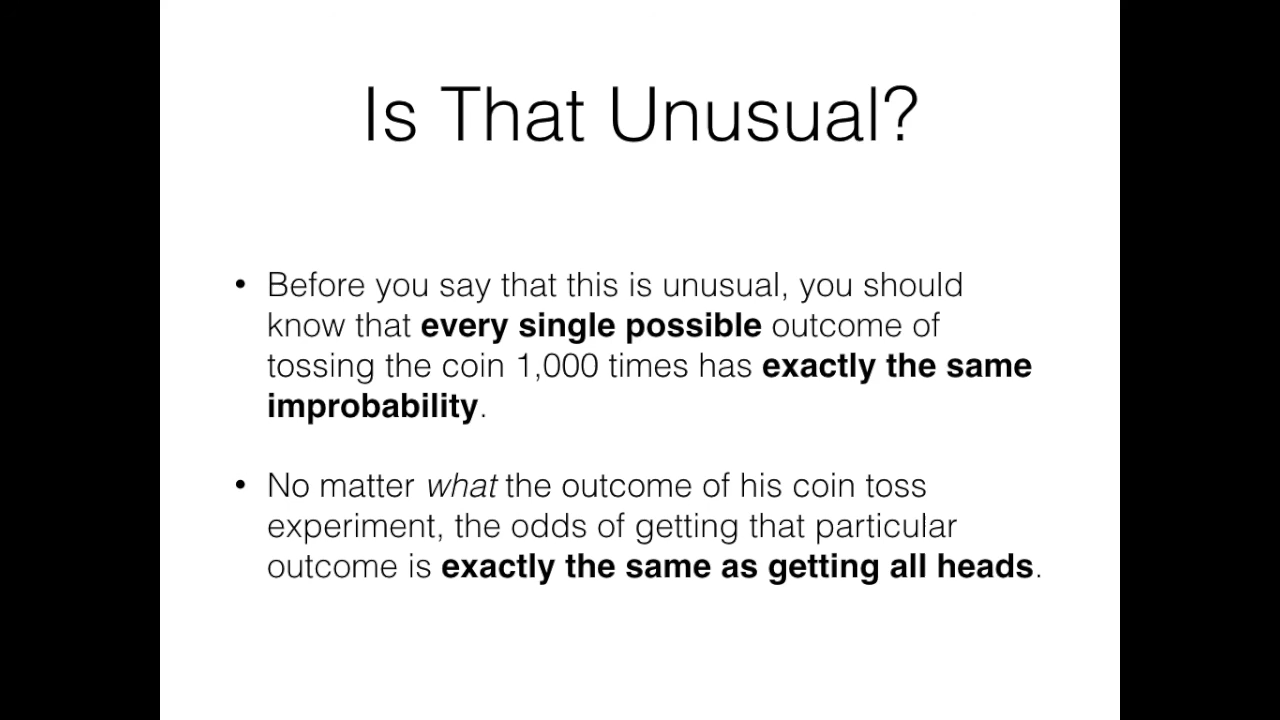 Is That Unusual?
• Before you say that this is unusual, you should
know that every single possible outcome of
tossing the coin 1,000 times has exactly the same
improbability.
• No matter what the outcome of his coin toss
experiment, the odds of getting that particular
outcome is exactly the same as getting all heads.